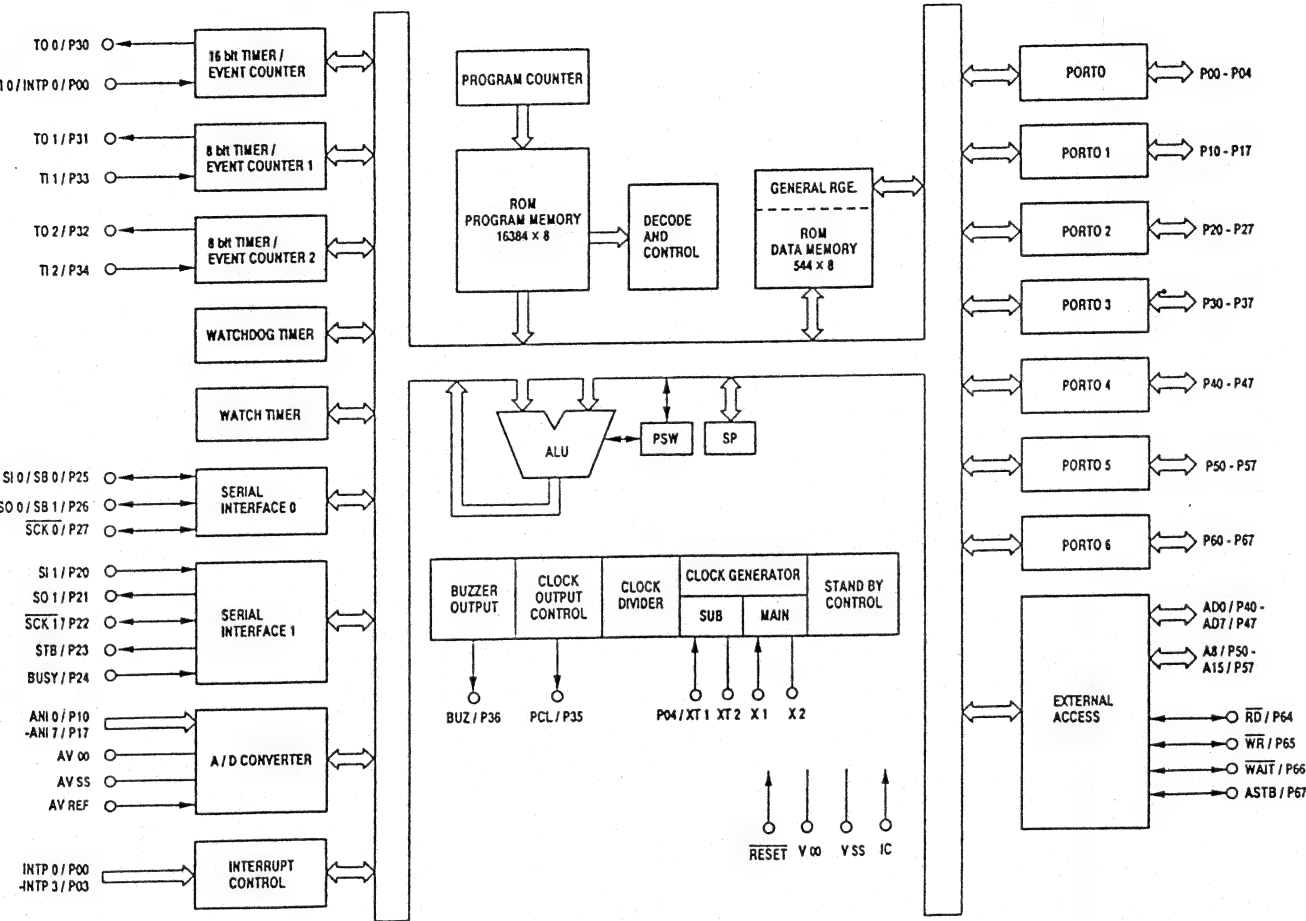 TO 0 / P30
I 0 / INTP 0 / P00
16 bit TIMER /
EVENT COUNTER
TO 1 / P31
TI 1 / P33
8 bit TIMER /
EVENT COUNTER 1
TO 2 / P32
TI 2 / P34
8 bit TIMER /
EVENT COUNTER 2
WATCHDOG TIMER
WATCH TIMER
SI 0 / SB 0 / P25
SO 0 / SB 1 / P26
SCK 0 / P27
SERIAL
INTERFACE 0
SI 1 / P20
SO 1 / P21
SCK 1 / P22
STB / P23
BUSY / P24
SERIAL
INTERFACE 1
ANI 0 / P10
-ANI 7 / P17
AV DD
AV SS
AV REF
A / D CONVERTER
INTP 0 / P00
-INTP 3 / P03
INTERRUPT
CONTROL
PROGRAM COUNTER
ROM
PROGRAM MEMORY
16384 × 8
DECODE
AND
CONTROL
GENERAL RGE.
ROM
DATA MEMORY
544 × 8
ALU
PSW
SP
BUZZER
OUTPUT
CLOCK
OUTPUT
CONTROL
CLOCK
DIVIDER
CLOCK GENERATOR
SUB
MAIN
STAND BY
CONTROL
BUZ / P36
PCL / P35
P04 / XT 1
XT 2
X 1
X 2
RESET
V DD
V SS
IC
PORTO
P00 - P04
PORTO 1
P10 - P17
PORTO 2
P20 - P27
PORTO 3
P30 - P37
PORTO 4
P40 - P47
PORTO 5
P50 - P57
PORTO 6
P60 - P67
EXTERNAL
ACCESS
AD0 / P40 -
AD7 / P47
A8 / P50 -
A15 / P57
RD / P64
WR / P65
WAIT / P66
ASTB / P67